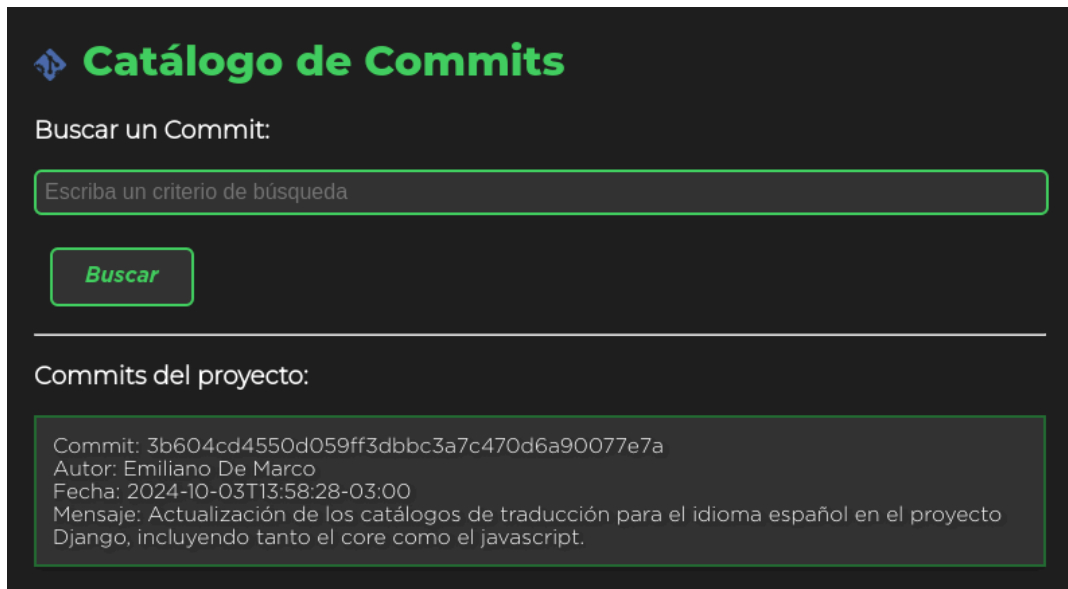 Catálogo de Commits
Buscar un Commit:
Escriba un criterio de búsqueda
Buscar
Commits del proyecto:
Commit: 3b604cd4550d059ff3dbbc3a7c470d6a90077e7a
Autor: Emiliano De Marco
Fecha: 2024-10-03T13:58:28-03:00
Mensaje: Actualización de los catálogos de traducción para el idioma español en el proyecto
Django, incluyendo tanto el core como el javascript.